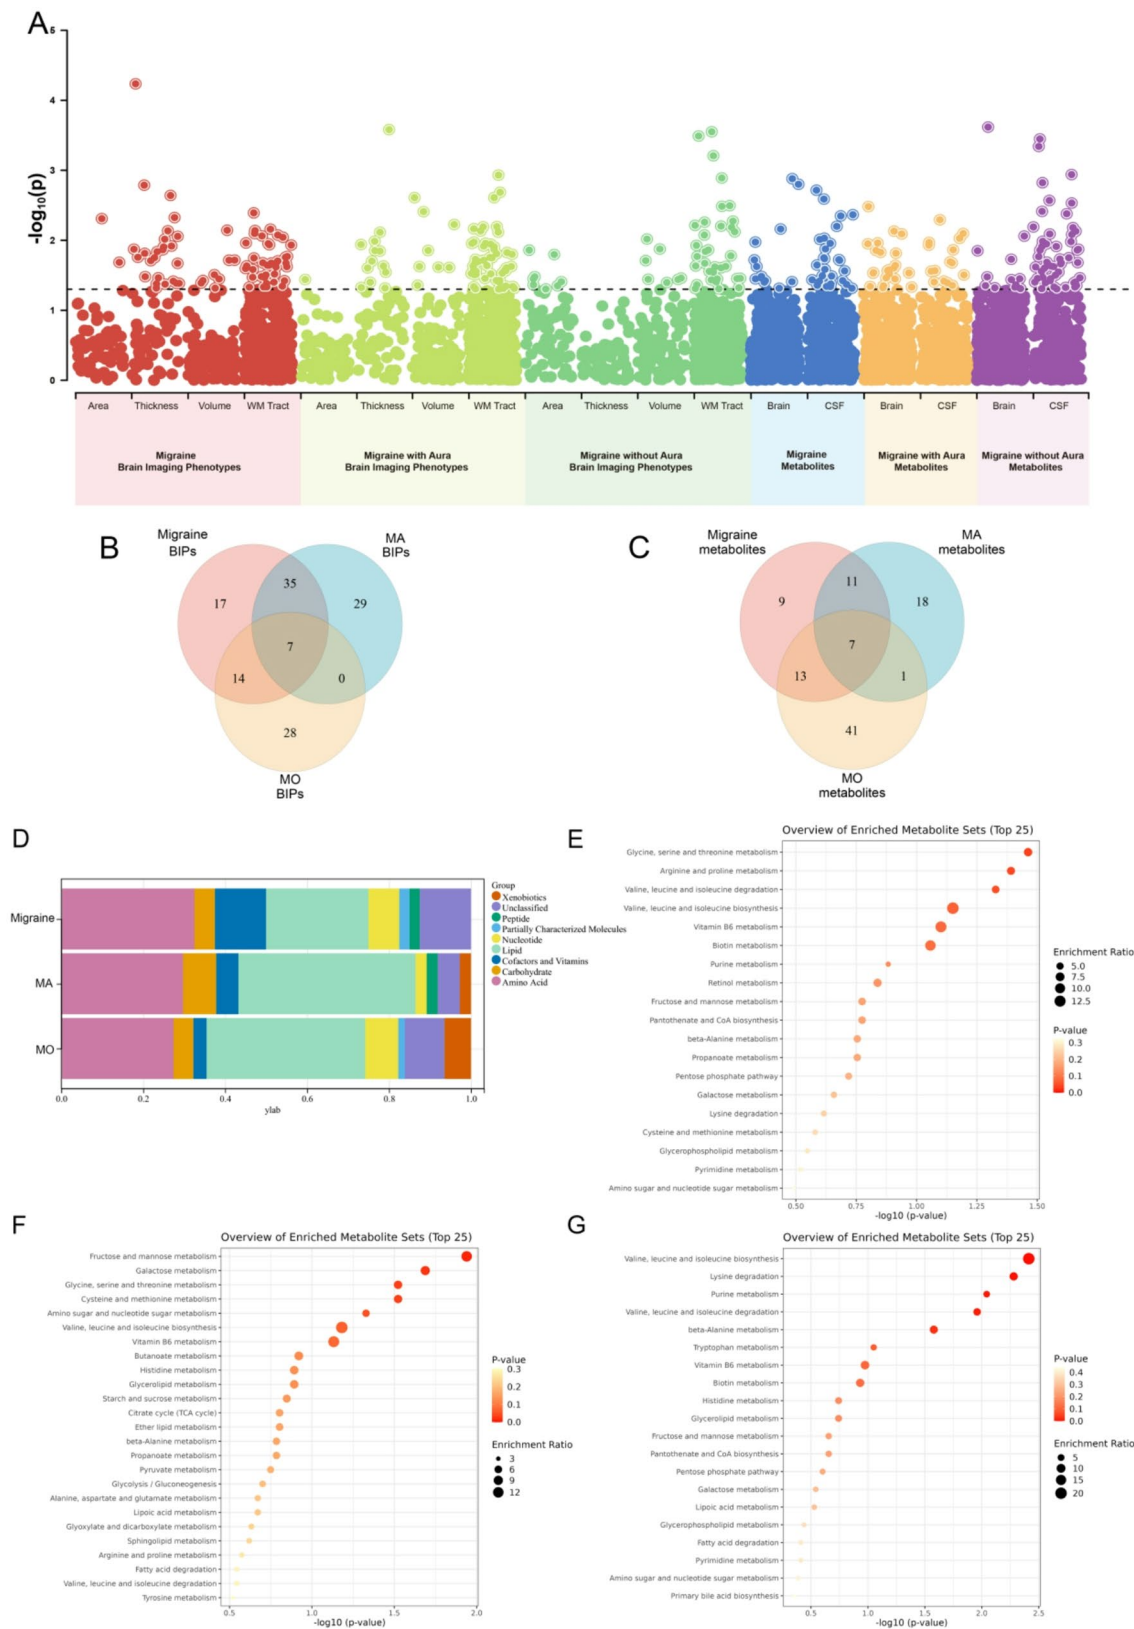 A
5
4
3
2
1
0
-log10(p)
Area Thickness Volume WM Tract Area Thickness Volume WM Tract Area Thickness Volume WM Tract Brain CSF Brain CSF Brain CSF
Migraine
Brain Imaging Phenotypes
Migraine with Aura
Brain Imaging Phenotypes
Migraine without Aura
Brain Imaging Phenotypes
Migraine
Metabolites
Migraine with Aura
Metabolites
Migraine without Aura
Metabolites
B
Migraine
BIPs
MA
BIPs
35
17
29
7
14
0
28
MO
BIPs
C
Migraine
metabolites
MA
metabolites
11
9
18
7
13
1
41
MO
metabolites
D
Migraine
MA
MO
0.0 0.2 0.4 0.6 0.8 1.0
ylab
Group
Xenobiotics
Unclassified
Peptide
Partially Characterized Molecules
Nucleotide
Lipid
Cofactors and Vitamins
Carbohydrate
Amino Acid
E
Overview of Enriched Metabolite Sets (Top 25)
Glycine, serine and threonine metabolism
Arginine and proline metabolism
Valine, leucine and isoleucine degradation
Valine, leucine and isoleucine biosynthesis
Vitamin B6 metabolism
Biotin metabolism
Purine metabolism
Retinol metabolism
Fructose and mannose metabolism
Pantothenate and CoA biosynthesis
beta-Alanine metabolism
Propanoate metabolism
Pentose phosphate pathway
Galactose metabolism
Lysine degradation
Cysteine and methionine metabolism
Glycerophospholipid metabolism
Pyrimidine metabolism
Amino sugar and nucleotide sugar metabolism
0.50 0.75 1.00 1.25 1.50
-log10 (p-value)
Enrichment Ratio
5.0
7.5
10.0
12.5
P-value
0.3
0.2
0.1
0.0
F
Overview of Enriched Metabolite Sets (Top 25)
Fructose and mannose metabolism
Galactose metabolism
Glycine, serine and threonine metabolism
Cysteine and methionine metabolism
Amino sugar and nucleotide sugar metabolism
Valine, leucine and isoleucine biosynthesis
Vitamin B6 metabolism
Butanoate metabolism
Histidine metabolism
Glycerolipid metabolism
Starch and sucrose metabolism
Citrate cycle (TCA cycle)
Ether lipid metabolism
beta-Alanine metabolism
Propanoate metabolism
Pyruvate metabolism
Glycolysis / Gluconeogenesis
Alanine, aspartate and glutamate metabolism
Lipoic acid metabolism
Glyoxylate and dicarboxylate metabolism
Sphingolipid metabolism
Arginine and proline metabolism
Fatty acid degradation
Valine, leucine and isoleucine degradation
Tyrosine metabolism
0.5 1.0 1.5 2.0
-log10 (p-value)
P-value
0.3
0.2
0.1
0.0
Enrichment Ratio
3
6
9
12
G
Overview of Enriched Metabolite Sets (Top 25)
Valine, leucine and isoleucine biosynthesis
Lysine degradation
Purine metabolism
Valine, leucine and isoleucine degradation
beta-Alanine metabolism
Tryptophan metabolism
Vitamin B6 metabolism
Biotin metabolism
Histidine metabolism
Glycerolipid metabolism
Fructose and mannose metabolism
Pantothenate and CoA biosynthesis
Pentose phosphate pathway
Galactose metabolism
Lipoic acid metabolism
Glycerophospholipid metabolism
Fatty acid degradation
Pyrimidine metabolism
Amino sugar and nucleotide sugar metabolism
Primary bile acid biosynthesis
0.5 1.0 1.5 2.0 2.5
-log10 (p-value)
P-value
0.4
0.3
0.2
0.1
0.0
Enrichment Ratio
5
10
15
20